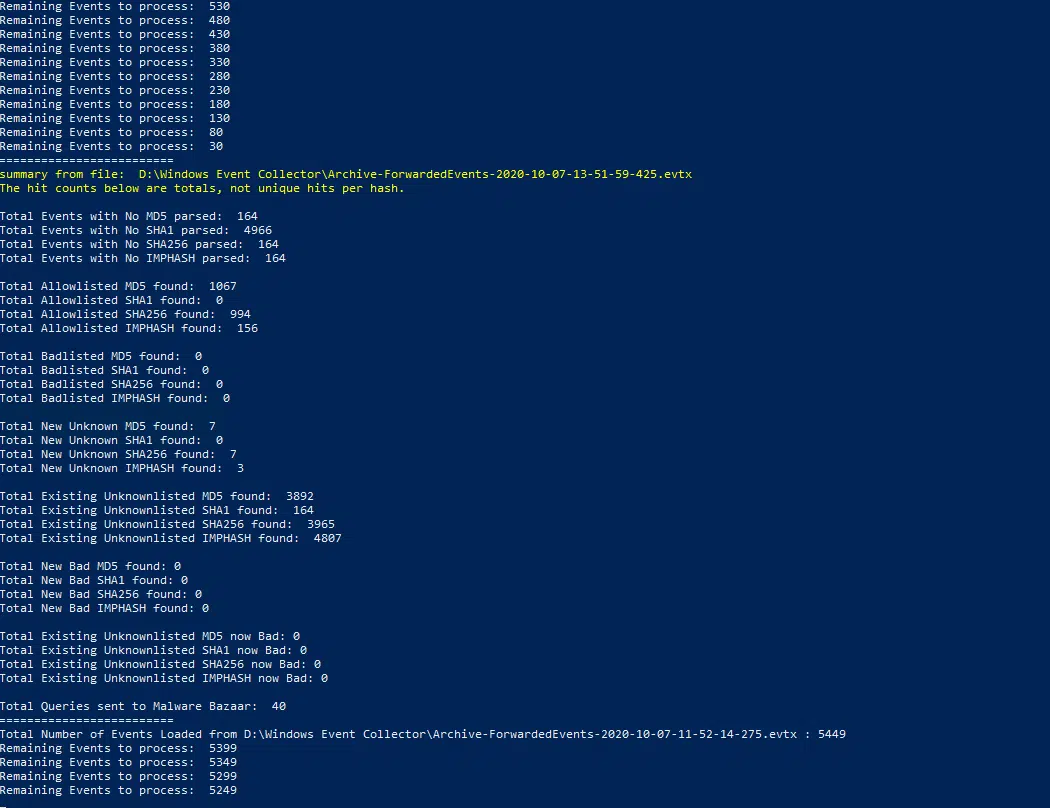 Remaining Events to process:  530
Remaining Events to process:  480
Remaining Events to process:  430
Remaining Events to process:  380
Remaining Events to process:  330
Remaining Events to process:  280
Remaining Events to process:  230
Remaining Events to process:  180
Remaining Events to process:  130
Remaining Events to process:  80
Remaining Events to process:  30
=========================
summary from file:  D:\Windows Event Collector\Archive-ForwardedEvents-2020-10-07-13-51-59-425.evtx
The hit counts below are totals, not unique hits per hash.
Total Events with No MD5 parsed:  164
Total Events with No SHA1 parsed:  4966
Total Events with No SHA256 parsed:  164
Total Events with No IMPHASH parsed:  164
Total Allowlisted MD5 found:  1067
Total Allowlisted SHA1 found:  0
Total Allowlisted SHA256 found:  994
Total Allowlisted IMPHASH found:  156
Total Badlisted MD5 found:  0
Total Badlisted SHA1 found:  0
Total Badlisted SHA256 found:  0
Total Badlisted IMPHASH found:  0
Total New Unknown MD5 found:  7
Total New Unknown SHA1 found:  0
Total New Unknown SHA256 found:  7
Total New Unknown IMPHASH found:  3
Total Existing Unknownlisted MD5 found:  3892
Total Existing Unknownlisted SHA1 found:  164
Total Existing Unknownlisted SHA256 found:  3965
Total Existing Unknownlisted IMPHASH found:  4807
Total New Bad MD5 found: 0
Total New Bad SHA1 found: 0
Total New Bad SHA256 found: 0
Total New Bad IMPHASH found: 0
Total Existing Unknownlisted MD5 now Bad: 0
Total Existing Unknownlisted SHA1 now Bad: 0
Total Existing Unknownlisted SHA256 now Bad: 0
Total Existing Unknownlisted IMPHASH now Bad: 0
Total Queries sent to Malware Bazaar:  40
=========================
Total Number of Events Loaded from D:\Windows Event Collector\Archive-ForwardedEvents-2020-10-07-11-52-14-275.evtx : 5449
Remaining Events to process:  5399
Remaining Events to process:  5349
Remaining Events to process:  5299
Remaining Events to process:  5249